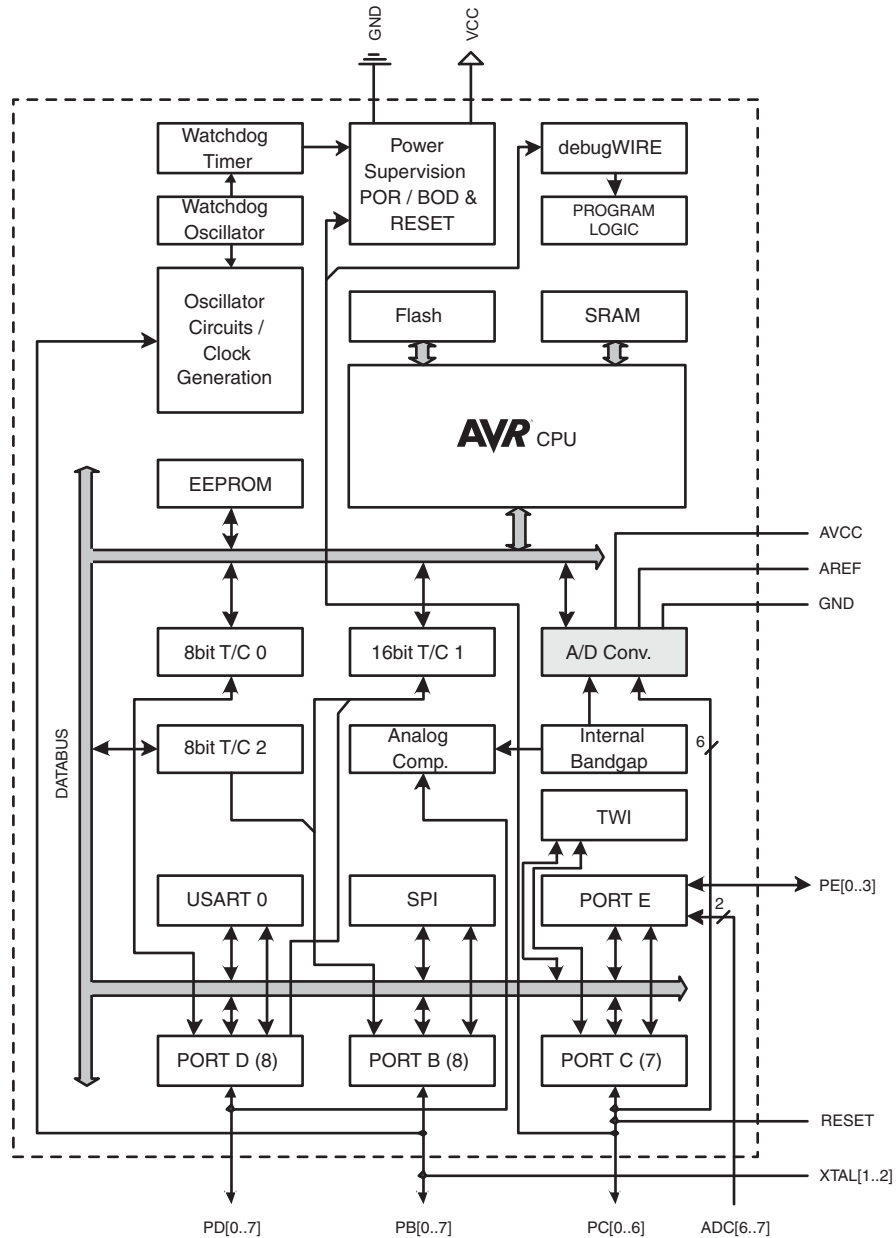 GND
VCC
Watchdog
Timer
Power
Supervision
POR / BOD &
RESET
debugWIRE
Watchdog
Oscillator
PROGRAM
LOGIC
Oscillator
Circuits /
Clock
Generation
Flash
SRAM
AVR CPU
EEPROM
AVCC
AREF
GND
8bit T/C 0
16bit T/C 1
A/D Conv.
8bit T/C 2
Analog
Comp.
Internal
Bandgap
6
DATABUS
TWI
USART 0
SPI
PORT E
PE[0..3]
2
PORT D (8)
PORT B (8)
PORT C (7)
RESET
XTAL[1..2]
PD[0..7]
PB[0..7]
PC[0..6]
ADC[6..7]